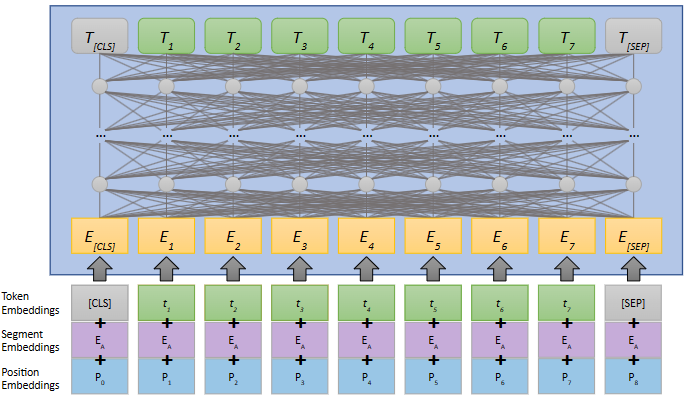 T[CLS] T1 T2 T3 T4 T5 T6 T7 T[SEP]
... ... ... ... ... ... ... ... ...
E[CLS] E1 E2 E3 E4 E5 E6 E7 E[SEP]
Token
Embeddings
[CLS] t1 t2 t3 t4 t5 t6 t7 [SEP]
+ + + + + + + + +
Segment
Embeddings
EA EA EA EA EA EA EA EA EA
+ + + + + + + + +
Position
Embeddings
P0 P1 P2 P3 P4 P5 P6 P7 P8